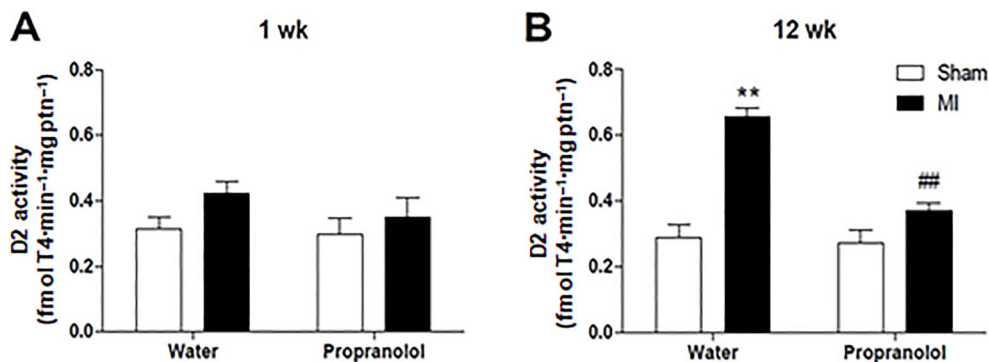 A
1 wk
D2 activity
(fmol T4·min⁻¹·mgptn⁻¹)
0.8
0.6
0.4
0.2
0.0
Water
Propranolol
B
12 wk
D2 activity
(fmol T4·min⁻¹·mgptn⁻¹)
0.8
0.6
0.4
0.2
0.0
**
##
Sham
MI
Water
Propranolol